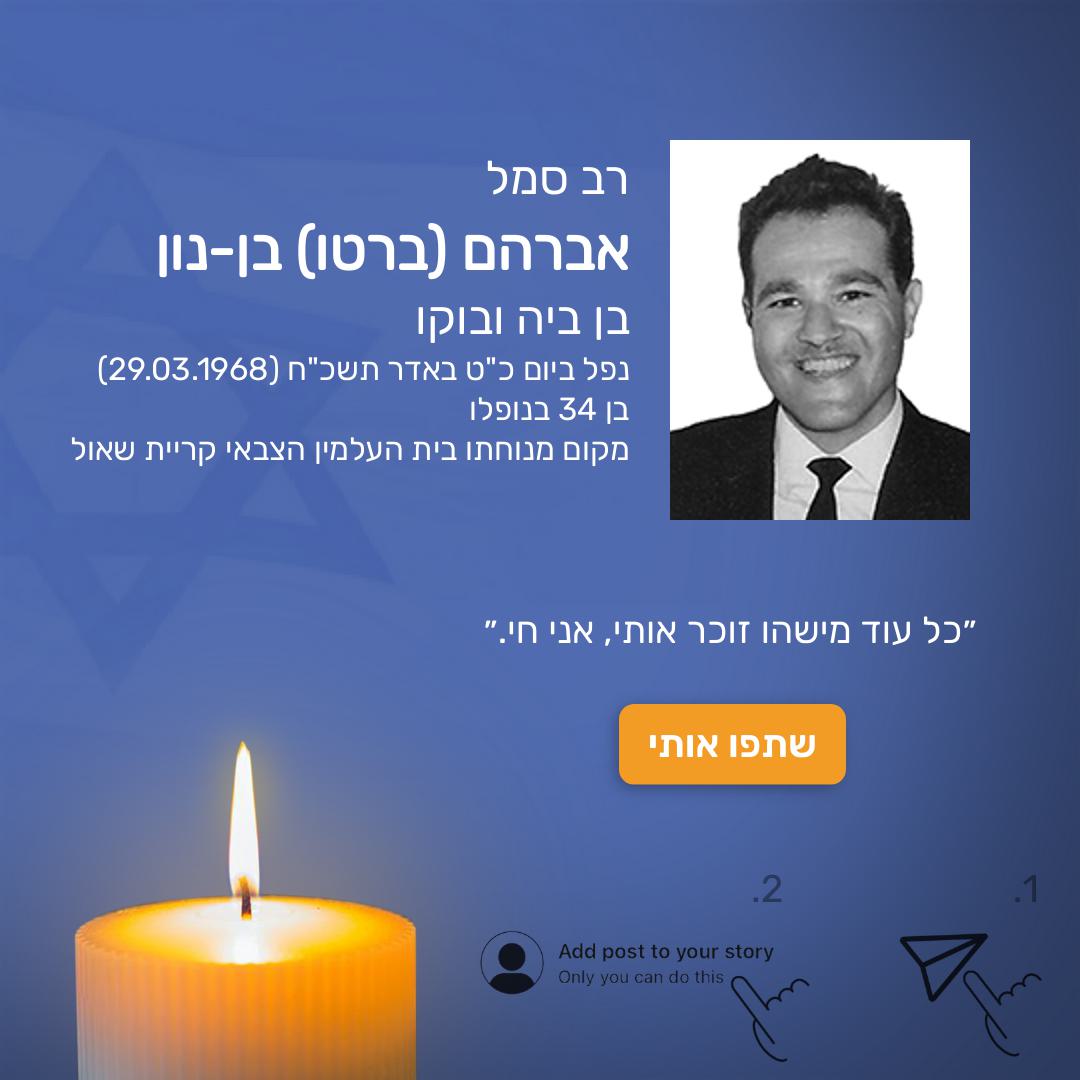 רב סמל
אברהם (ברטו) בן-נון
בן ביה ובוקו
נפל ביום כ"ט באדר תשכ"ח (29.03.1968)
בן 34 בנופלו
מקום מנוחתו בית העלמין הצבאי קריית שאול
״כל עוד מישהו זוכר אותי, אני חי.״
שתפו אותי
1.
2.
Add post to your story
Only you can do this